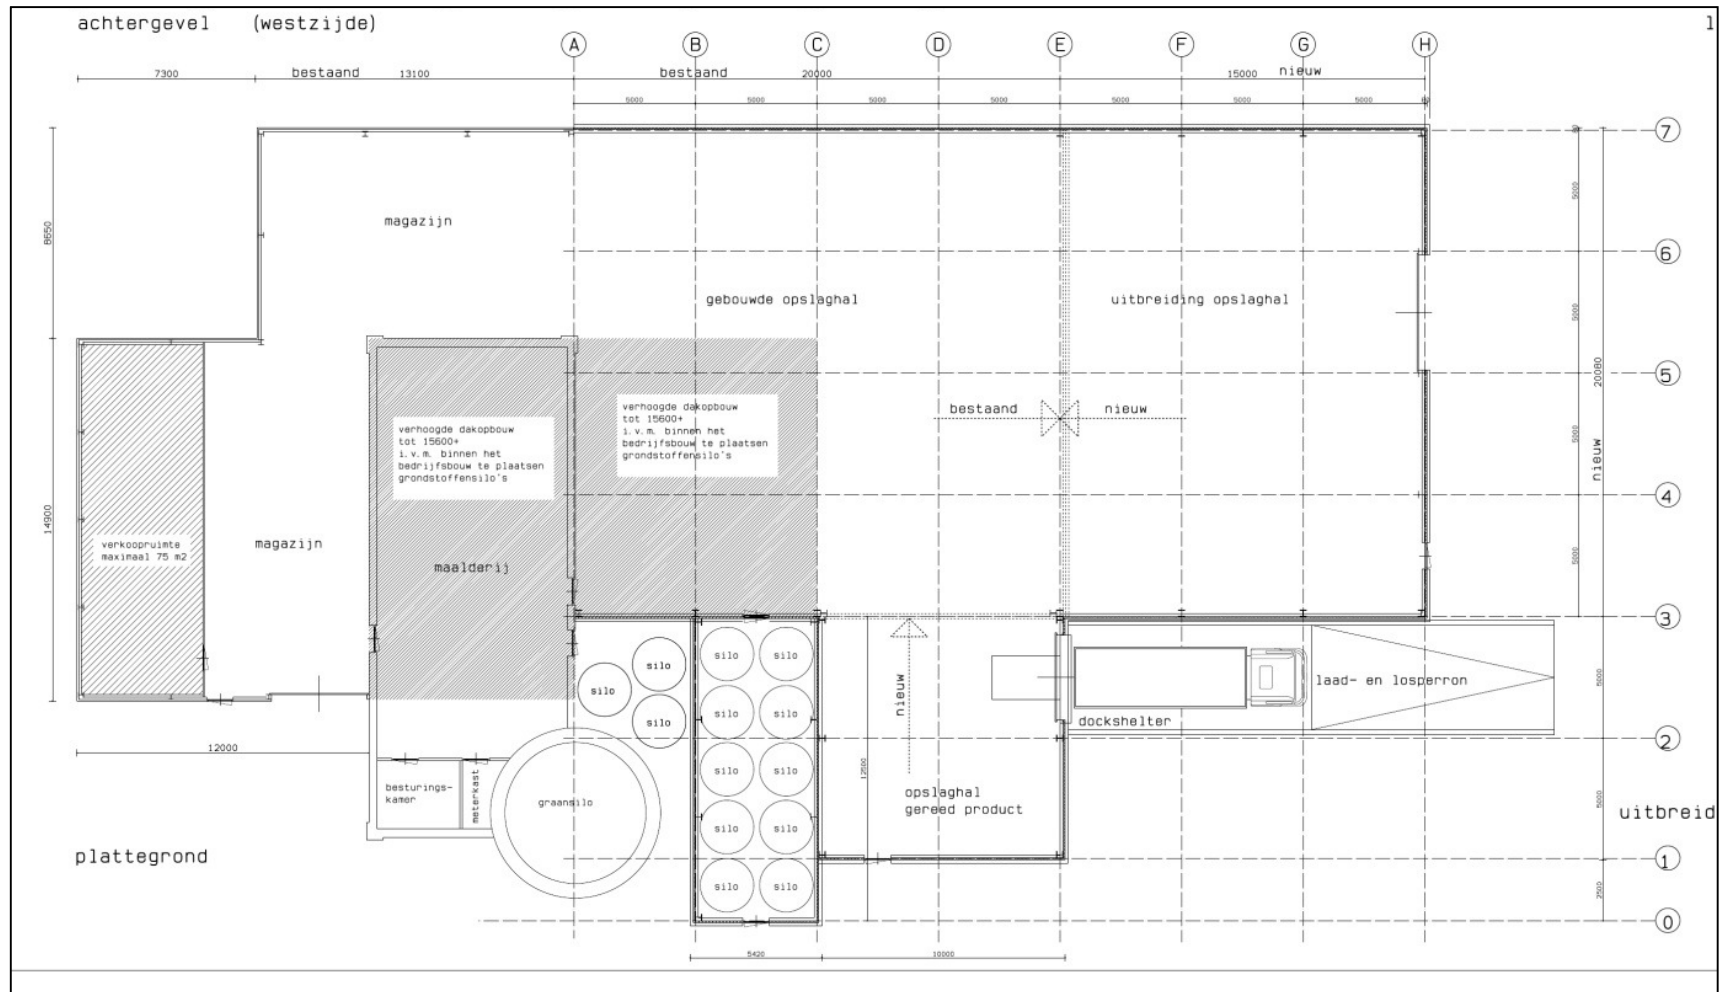 achtergevel (westzijde)
1
A B C D E F G H
7300 bestaand 13100 bestaand 20000 15000 nieuw
5000 5000 5000 5000 5000 5000 5000
7
5000
magazijn
8650
6
gebouwde opslaghal uitbreiding opslaghal
5000
5
20080
verhoogde dakopbouw
tot 15600+
i.v.m. binnen het
bedrijfsbouw te plaatsen
grondstoffensilo's
verhoogde dakopbouw
tot 15600+
i.v.m. binnen het
bedrijfsbouw te plaatsen
grondstoffensilo's
bestaand nieuw
5000
nieuw
4
14900
verkoopruimte
maximaal 75 m2
magazijn
maalderij
5000
3
silo silo silo
silo silo
laad- en losperron
5000
nieuw
silo silo silo
dockshelter
2
12000
silo silo
12500
besturings-
kamer
meterkast
graansilo
opslaghal
gereed product
5000
uitbreid
silo silo
plattegrond
1
silo silo
2500
0
5420 10000